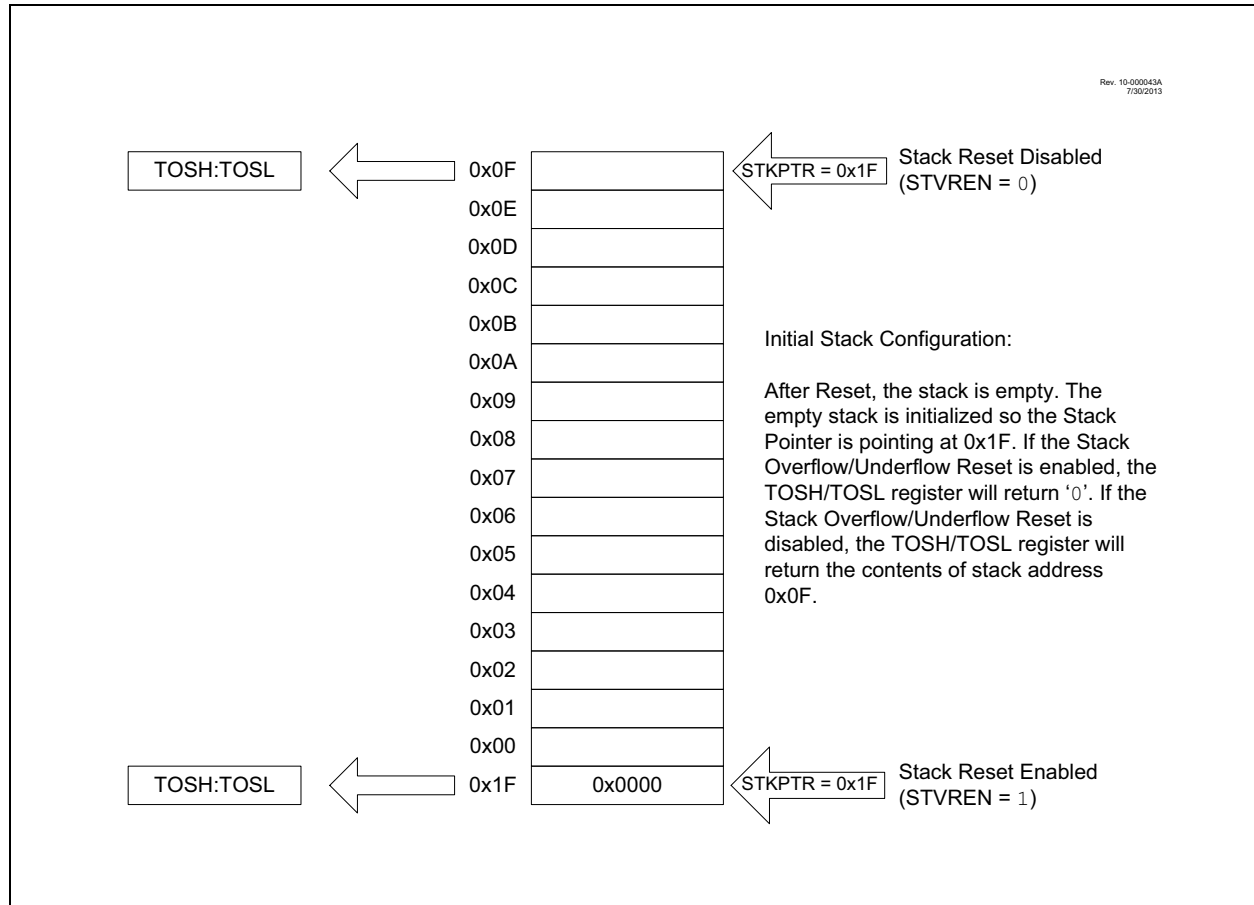 Rev. 10-000043A
7/30/2013
TOSH:TOSL
0x0F
STKPTR = 0x1F
Stack Reset Disabled
(STVREN = 0)
0x0E
0x0D
0x0C
0x0B
0x0A
0x09
0x08
0x07
0x06
0x05
0x04
0x03
0x02
0x01
0x00
Initial Stack Configuration:
After Reset, the stack is empty. The
empty stack is initialized so the Stack
Pointer is pointing at 0x1F. If the Stack
Overflow/Underflow Reset is enabled, the
TOSH/TOSL register will return ‘0’. If the
Stack Overflow/Underflow Reset is
disabled, the TOSH/TOSL register will
return the contents of stack address
0x0F.
TOSH:TOSL
0x1F
0x0000
STKPTR = 0x1F
Stack Reset Enabled
(STVREN = 1)